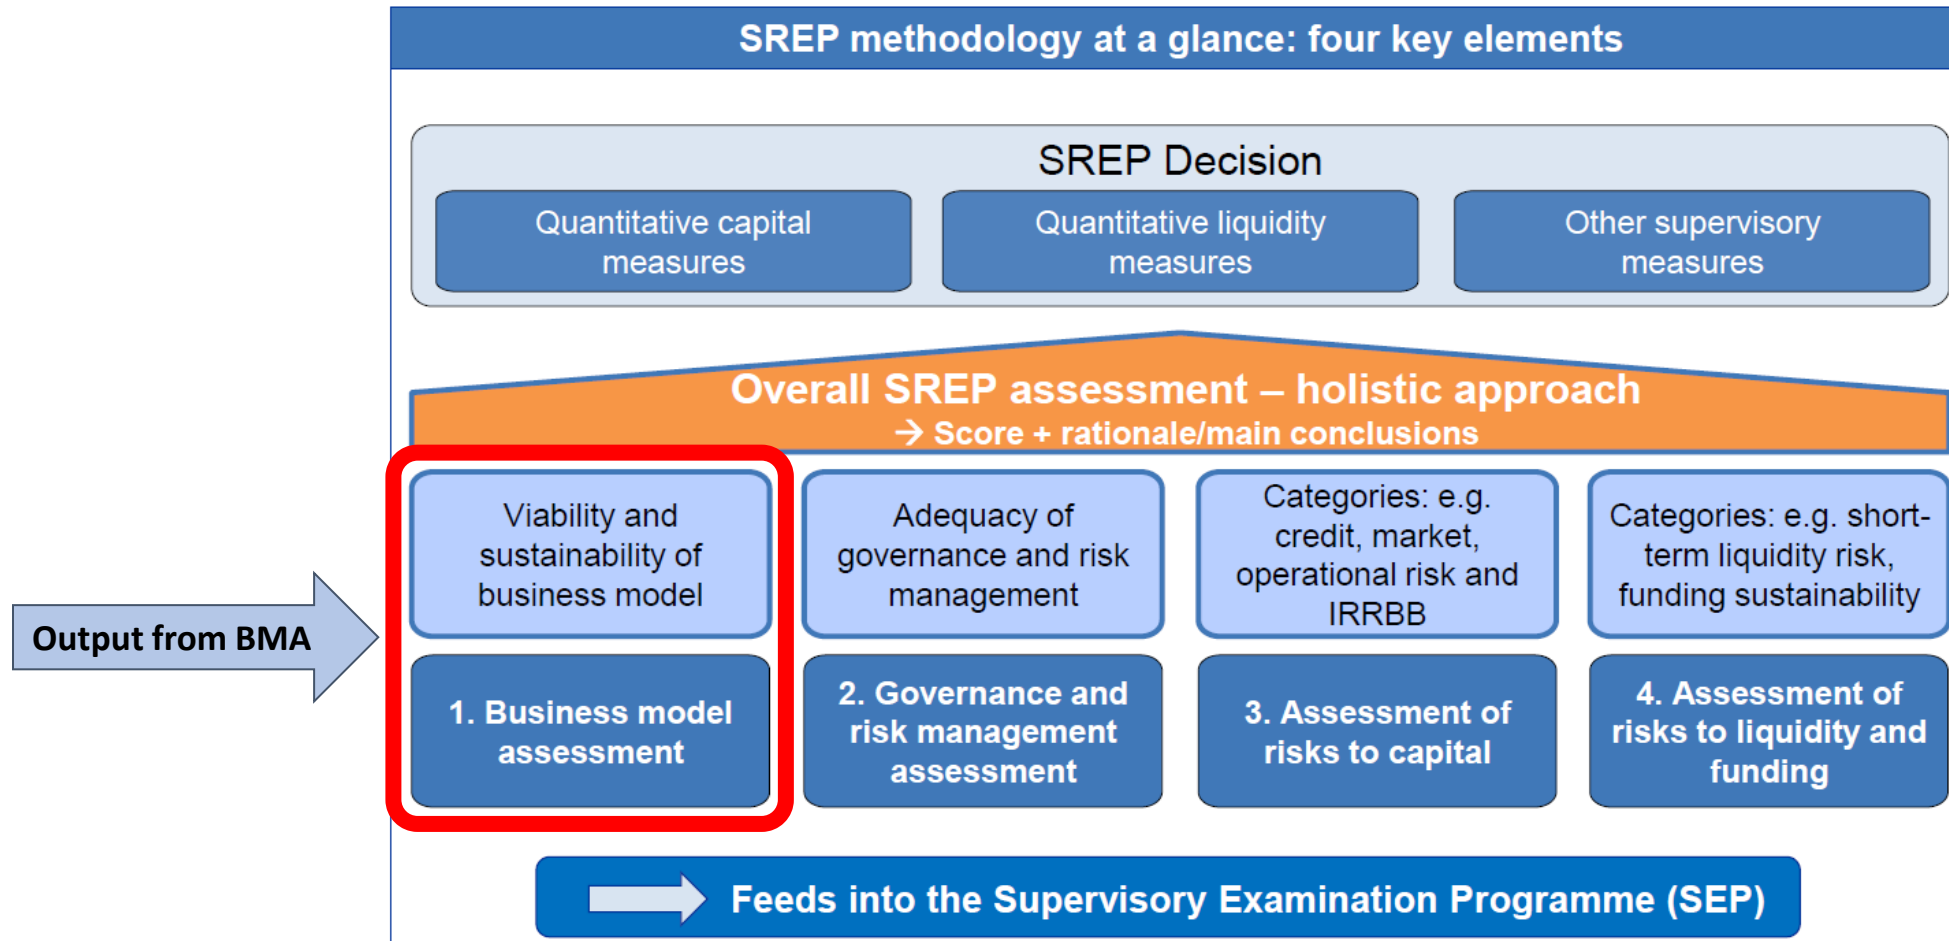 SREP methodology at a glance: four key elements
SREP Decision
Quantitative capital
measures
Quantitative liquidity
measures
Other supervisory
measures
Overall SREP assessment – holistic approach
→ Score + rationale/main conclusions
Output from BMA
Viability and
sustainability of
business model
Adequacy of
governance and risk
management
Categories: e.g.
credit, market,
operational risk and
IRRBB
Categories: e.g. short-
term liquidity risk,
funding sustainability
1. Business model
assessment
2. Governance and
risk management
assessment
3. Assessment of
risks to capital
4. Assessment of
risks to liquidity and
funding
Feeds into the Supervisory Examination Programme (SEP)